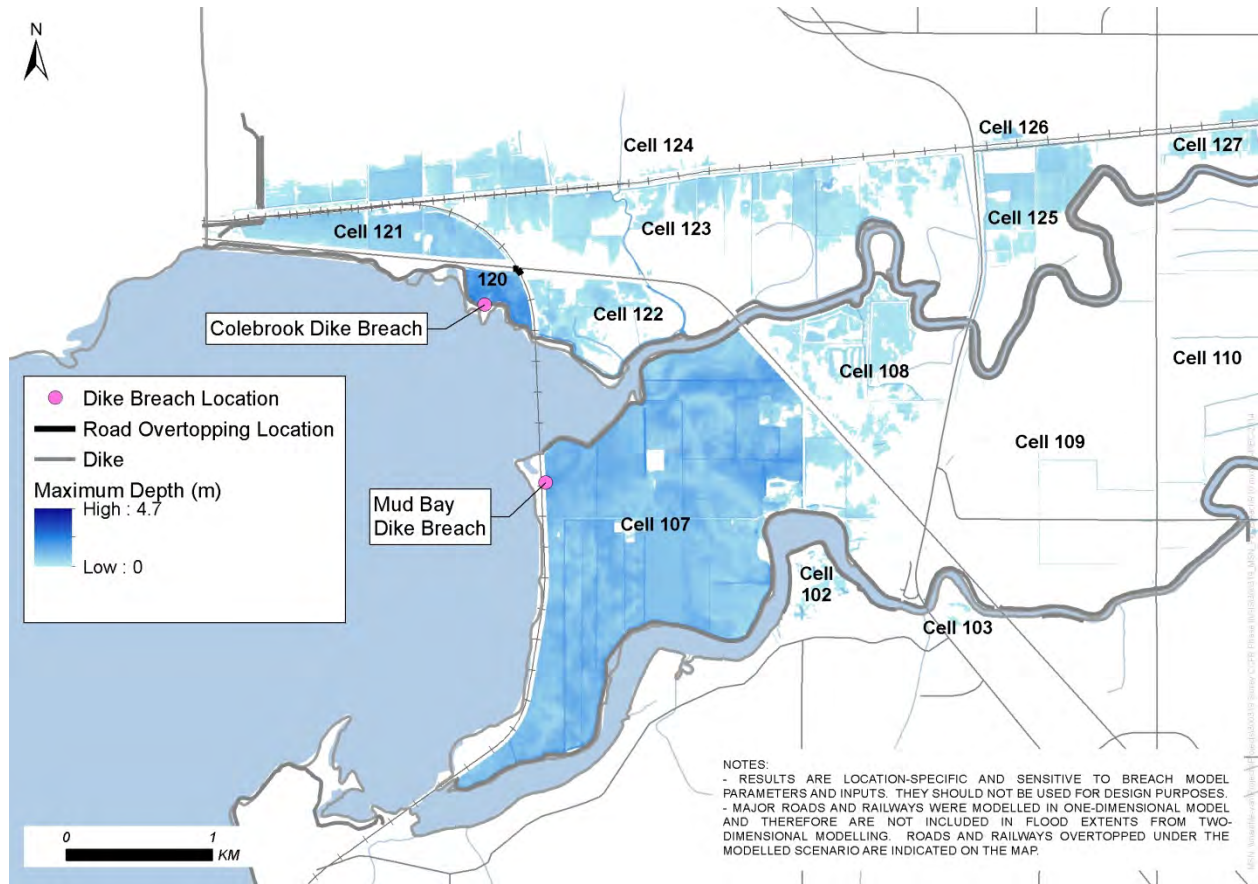 N
Cell 126
Cell 124
Cell 127
Cell 121
Cell 123
Cell 125
120
Cell 122
Colebrook Dike Breach
Cell 110
Cell 108
Dike Breach Location
Road Overtopping Location
Dike
Maximum Depth (m)
High : 4.7
Low : 0
Cell 109
Mud Bay
Dike Breach
Cell 107
Cell
102
Cell 103
NOTES:
- RESULTS ARE LOCATION-SPECIFIC AND SENSITIVE TO BREACH MODEL
PARAMETERS AND INPUTS. THEY SHOULD NOT BE USED FOR DESIGN PURPOSES.
- MAJOR ROADS AND RAILWAYS WERE MODELLED IN ONE-DIMENSIONAL MODEL
AND THEREFORE ARE NOT INCLUDED IN FLOOD EXTENTS FROM TWO-
DIMENSIONAL MODELLING. ROADS AND RAILWAYS OVERTOPPED UNDER THE
MODELLED SCENARIO ARE INDICATED ON THE MAP.
0 1
KM